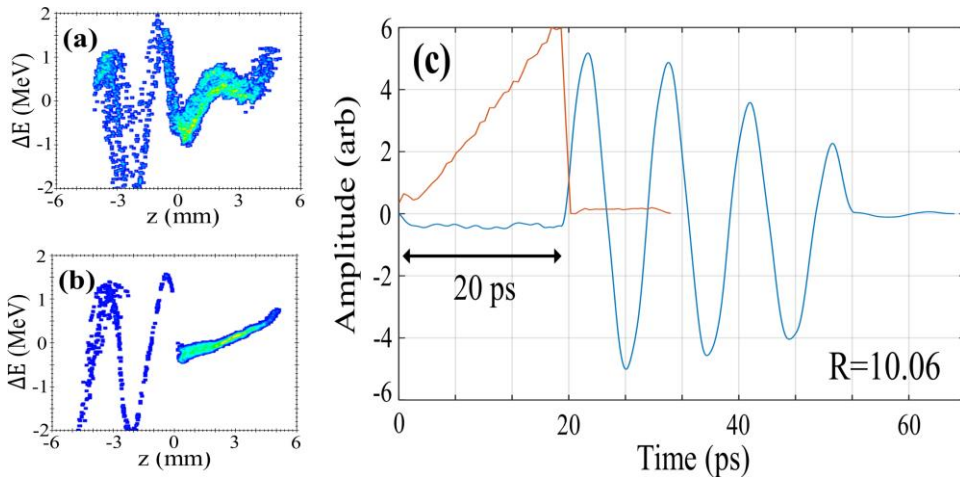 (a)
ΔE (MeV)
2
1
0
-1
-2
-6 -3 0 3 6
z (mm)
(b)
ΔE (MeV)
2
1
0
-1
-2
-6 -3 0 3 6
z (mm)
(c)
Amplitude (arb)
6
4
2
0
-2
-4
-6
20 ps
R=10.06
0 20 40 60
Time (ps)